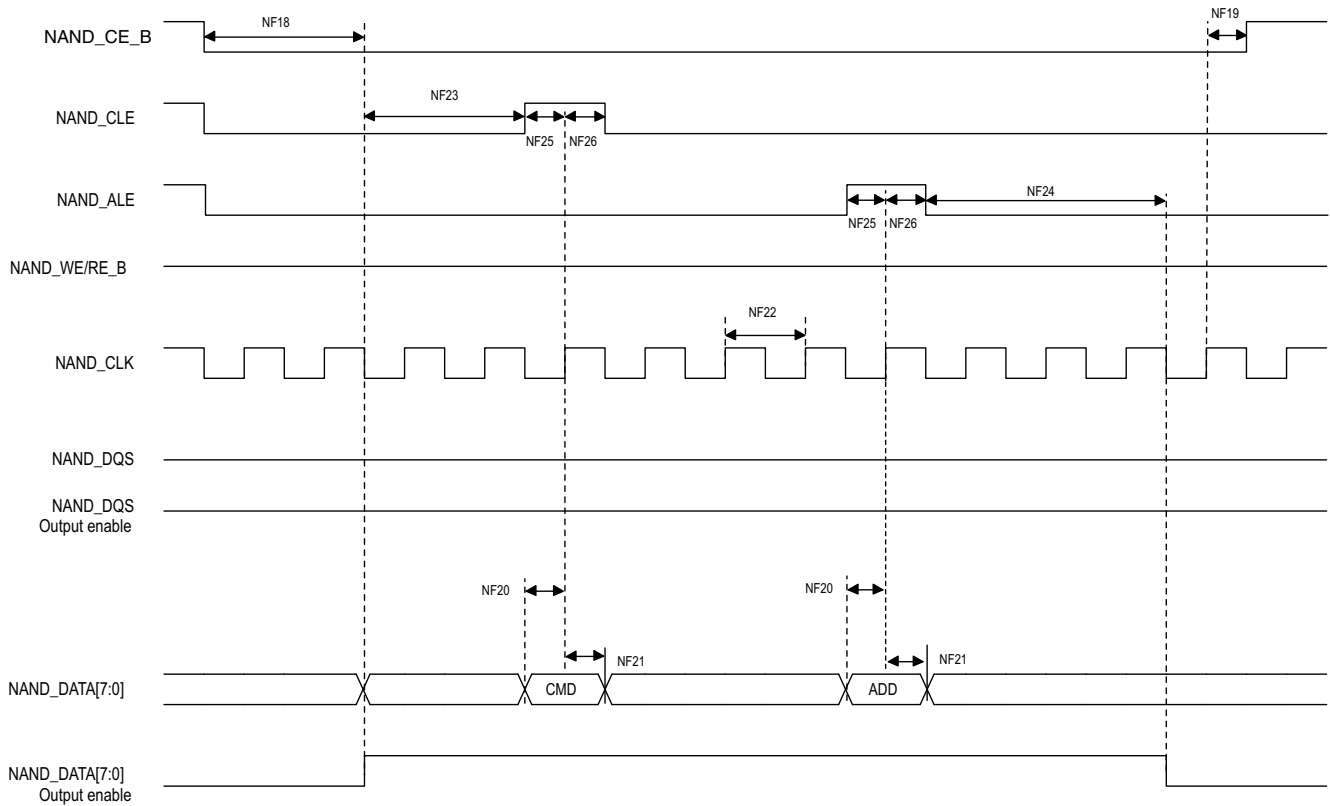 NF18
NF19
NAND_CE_B
NF23
NAND_CLE
NF25 NF26
NF24
NAND_ALE
NF25 NF26
NAND_WE/RE_B
NF22
NAND_CLK
NAND_DQS
NAND_DQS
Output enable
NF20
NF20
NF21
NF21
NAND_DATA[7:0]
CMD
ADD
NAND_DATA[7:0]
Output enable